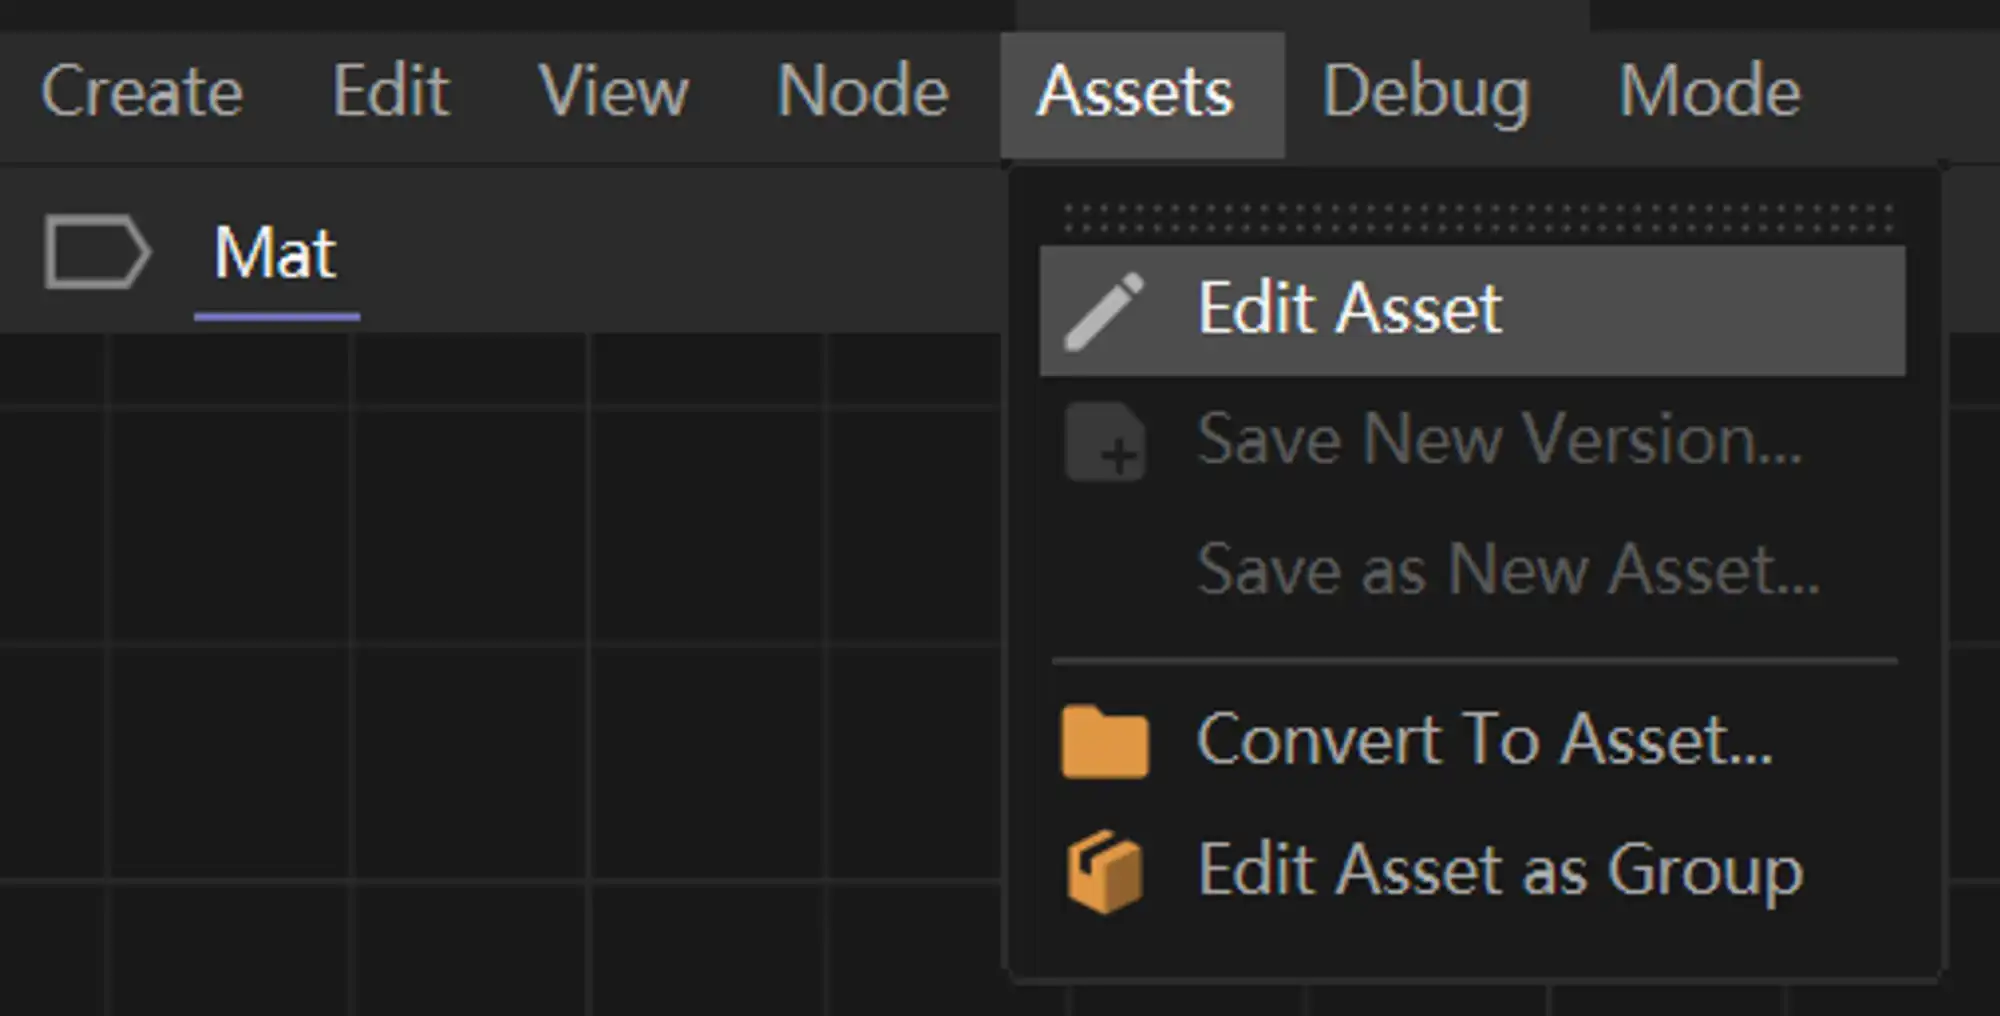 Create Edit View Node Assets Debug Mode
Mat
Edit Asset
Save New Version...
Save as New Asset...
Convert To Asset...
Edit Asset as Group